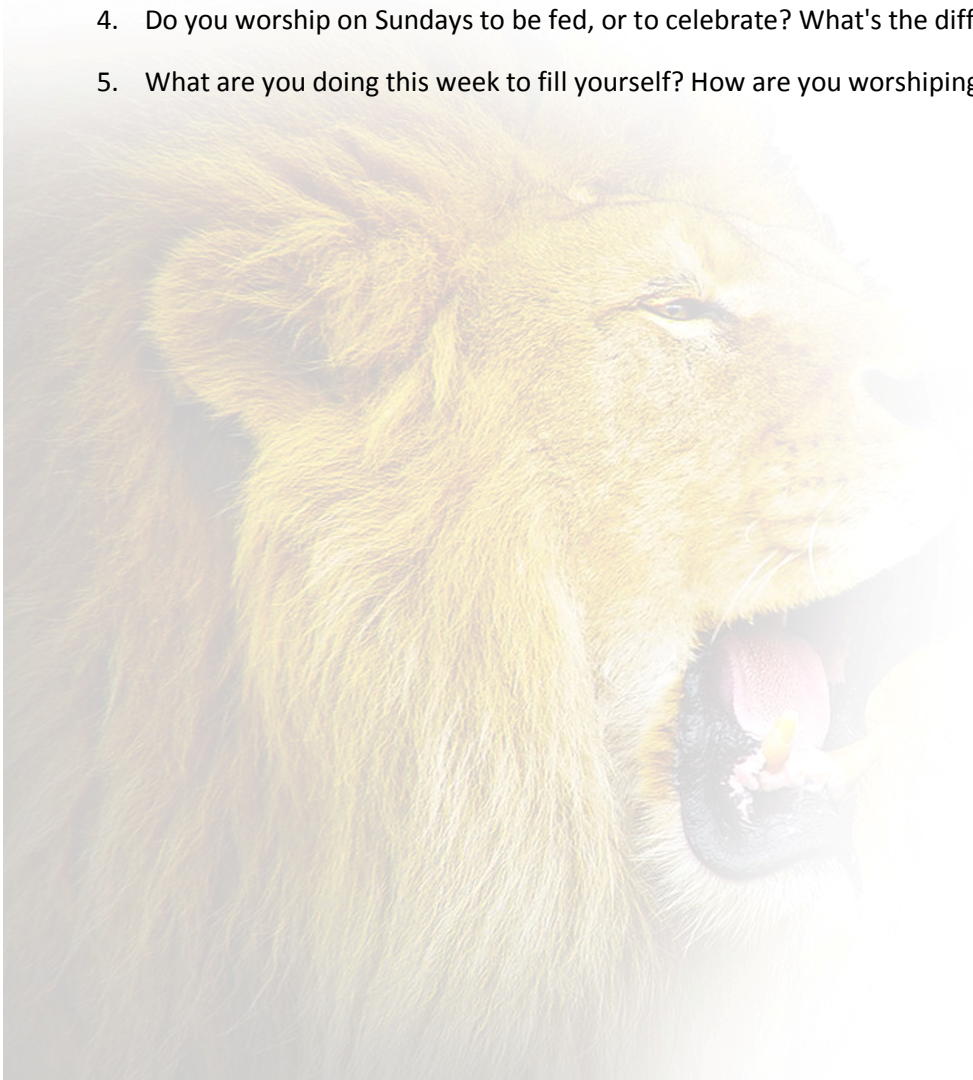 4. Do you worship on Sundays to be fed, or to celebrate? What's the diff
5. What are you doing this week to fill yourself? How are you worshiping